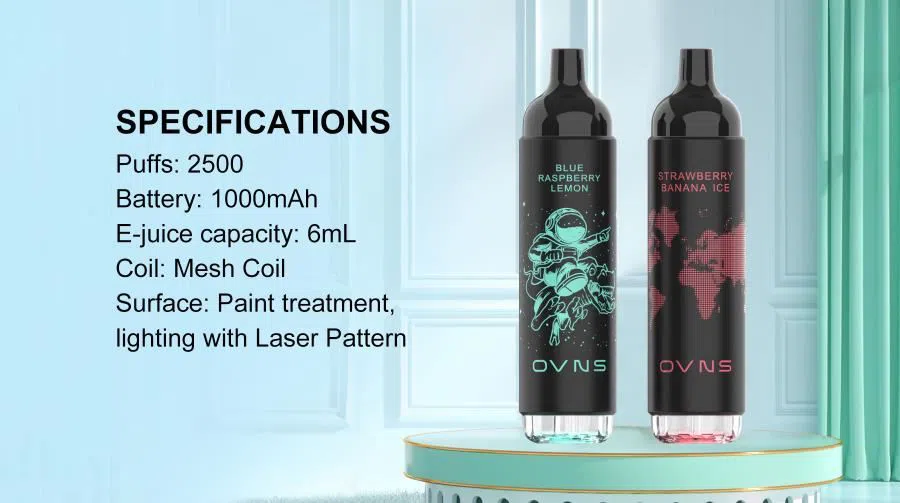 SPECIFICATIONS
Puffs: 2500
Battery: 1000mAh
E-juice capacity: 6mL
Coil: Mesh Coil
Surface: Paint treatment,
lighting with Laser Pattern
BLUE
RASPBERRY
LEMON
OVNS
STRAWBERRY
BANANA ICE
OVNS